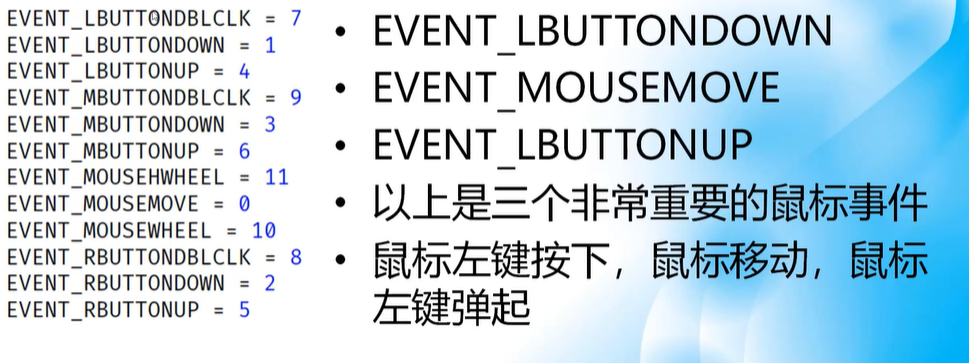 EVENT_LBUTTONDBLCLK = 7
EVENT_LBUTTONDOWN = 1
EVENT_LBUTTONUP = 4
EVENT_MBUTTONDBLCLK = 9
EVENT_MBUTTONDOWN = 3
EVENT_MBUTTONUP = 6
EVENT_MOUSEHWHEEL = 11
EVENT_MOUSEMOVE = 0
EVENT_MOUSEWHEEL = 10
EVENT_RBUTTONDBLCLK = 8
EVENT_RBUTTONDOWN = 2
EVENT_RBUTTONUP = 5
• EVENT_LBUTTONDOWN
• EVENT_MOUSEMOVE
• EVENT_LBUTTONUP
• 以上是三个非常重要的鼠标事件
• 鼠标左键按下，鼠标移动，鼠标
左键弹起